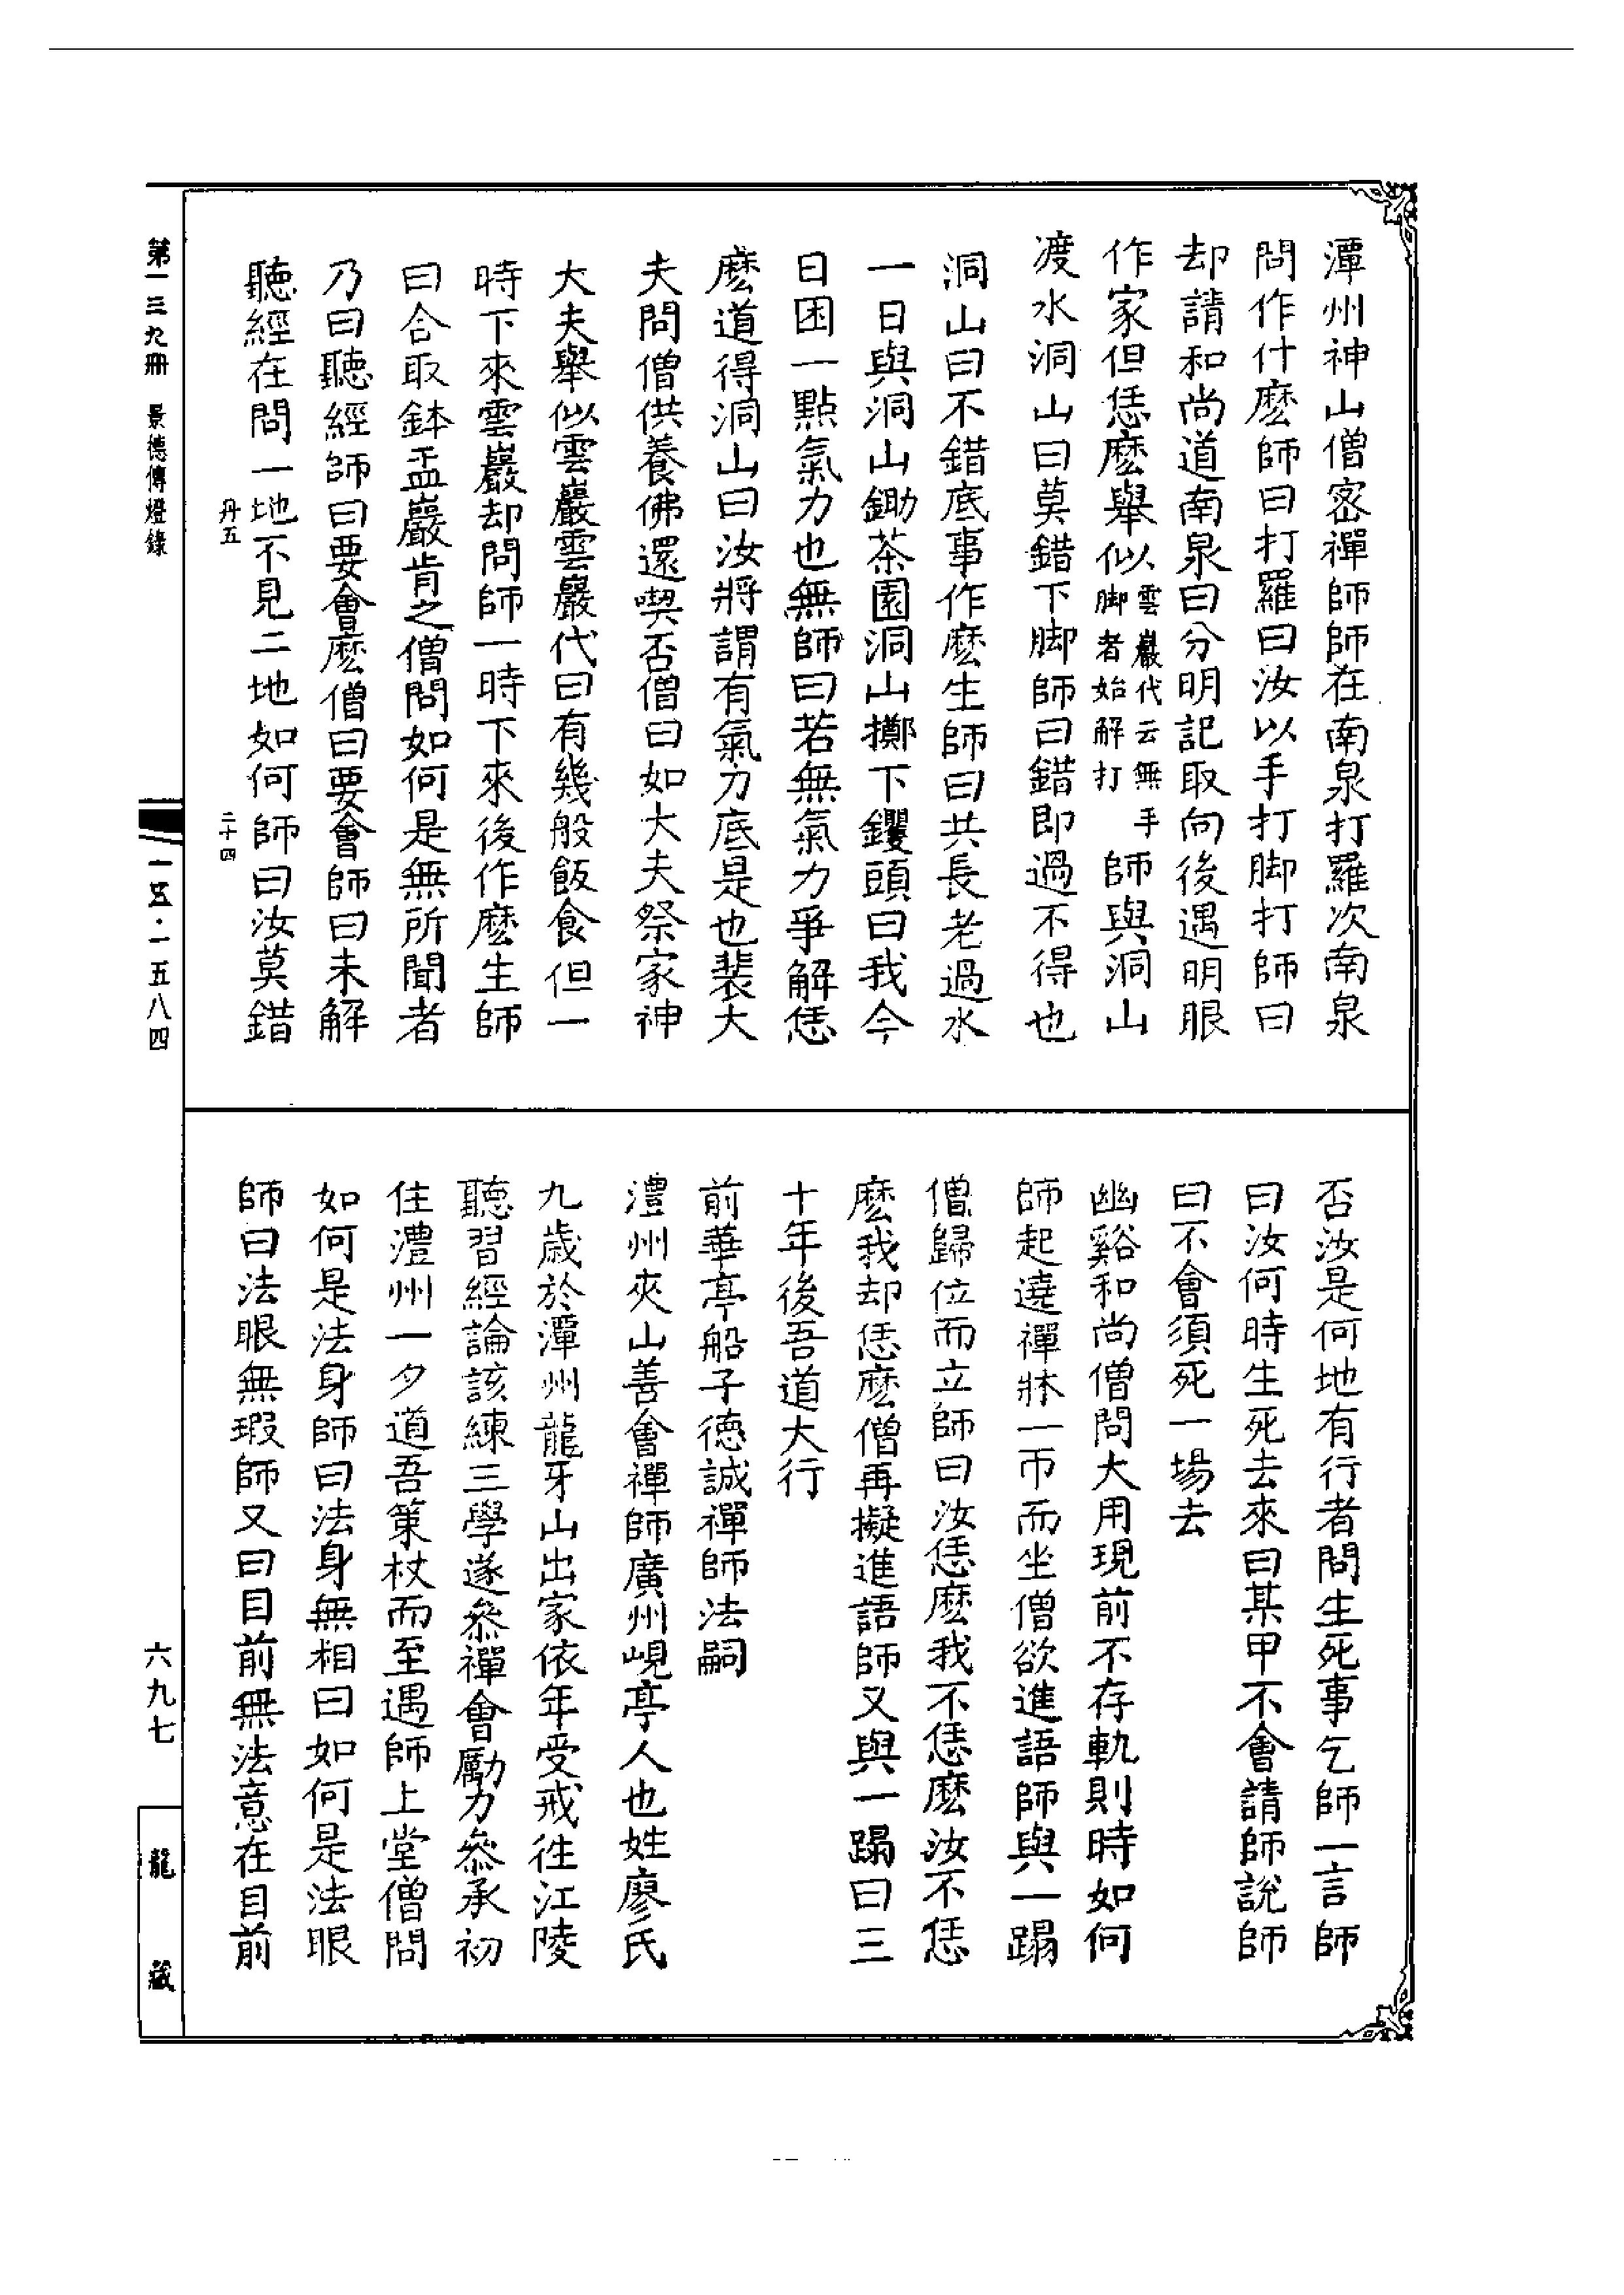 潭州神山僧密禪師師在南泉打羅次南泉
問作什麽師曰打羅曰汝以手打脚打師曰
却請和尚道南泉曰分明記取向後遇明眼
作家但恁麽舉似雲巖代云無手脚者始解打師與洞山
渡水洞山曰莫錯下脚師曰錯即過不得也
洞山曰不錯底事作麽生師曰共長老過水
一日與洞山鋤茶園洞山擲下钁頭曰我今
日困一點氣力也無師曰若無氣力爭解恁
麽道得洞山曰汝將謂有氣力底是也裴大
夫問僧供養佛還喫否僧曰如大夫祭家神
大夫舉似雲巖雲巖代曰有幾般飯食但一
時下來雲巖却問師一時下來後作麽生師
曰合取鉢盂巖肯之僧問如何是無所聞者
乃曰聽經師曰要會麽僧曰要會師曰未解
聽經在問一地不見二地如何師曰汝莫錯
丹五
二十四
否汝是何地有行者問生死事乞師一言師
曰汝何時生死去來曰某甲不會請師說師
曰不會須死一場去
幽谿和尚僧問大用現前不存軌則時如何
師起遶禪牀一帀而坐僧欲進語師與一蹋
僧歸位而立師曰汝恁麽我不恁麽汝不恁
麽我却恁麽僧再擬進語師又與一蹋曰三
十年後吾道大行
前華亭船子德誠禪師法嗣
澧州夾山善會禪師廣州峴亭人也姓廖氏
九歲於潭州龍牙山出家依年受戒往江陵
聽習經論該練三學遂叅禪會勵力叅承初
住澧州一夕道吾策杖而至遇師上堂僧問
如何是法身師曰法身無相曰如何是法眼
師曰法眼無瑕師又曰目前無法意在目前
第一三九冊 景德傳燈錄
一五·一五八四
六九七
龍藏